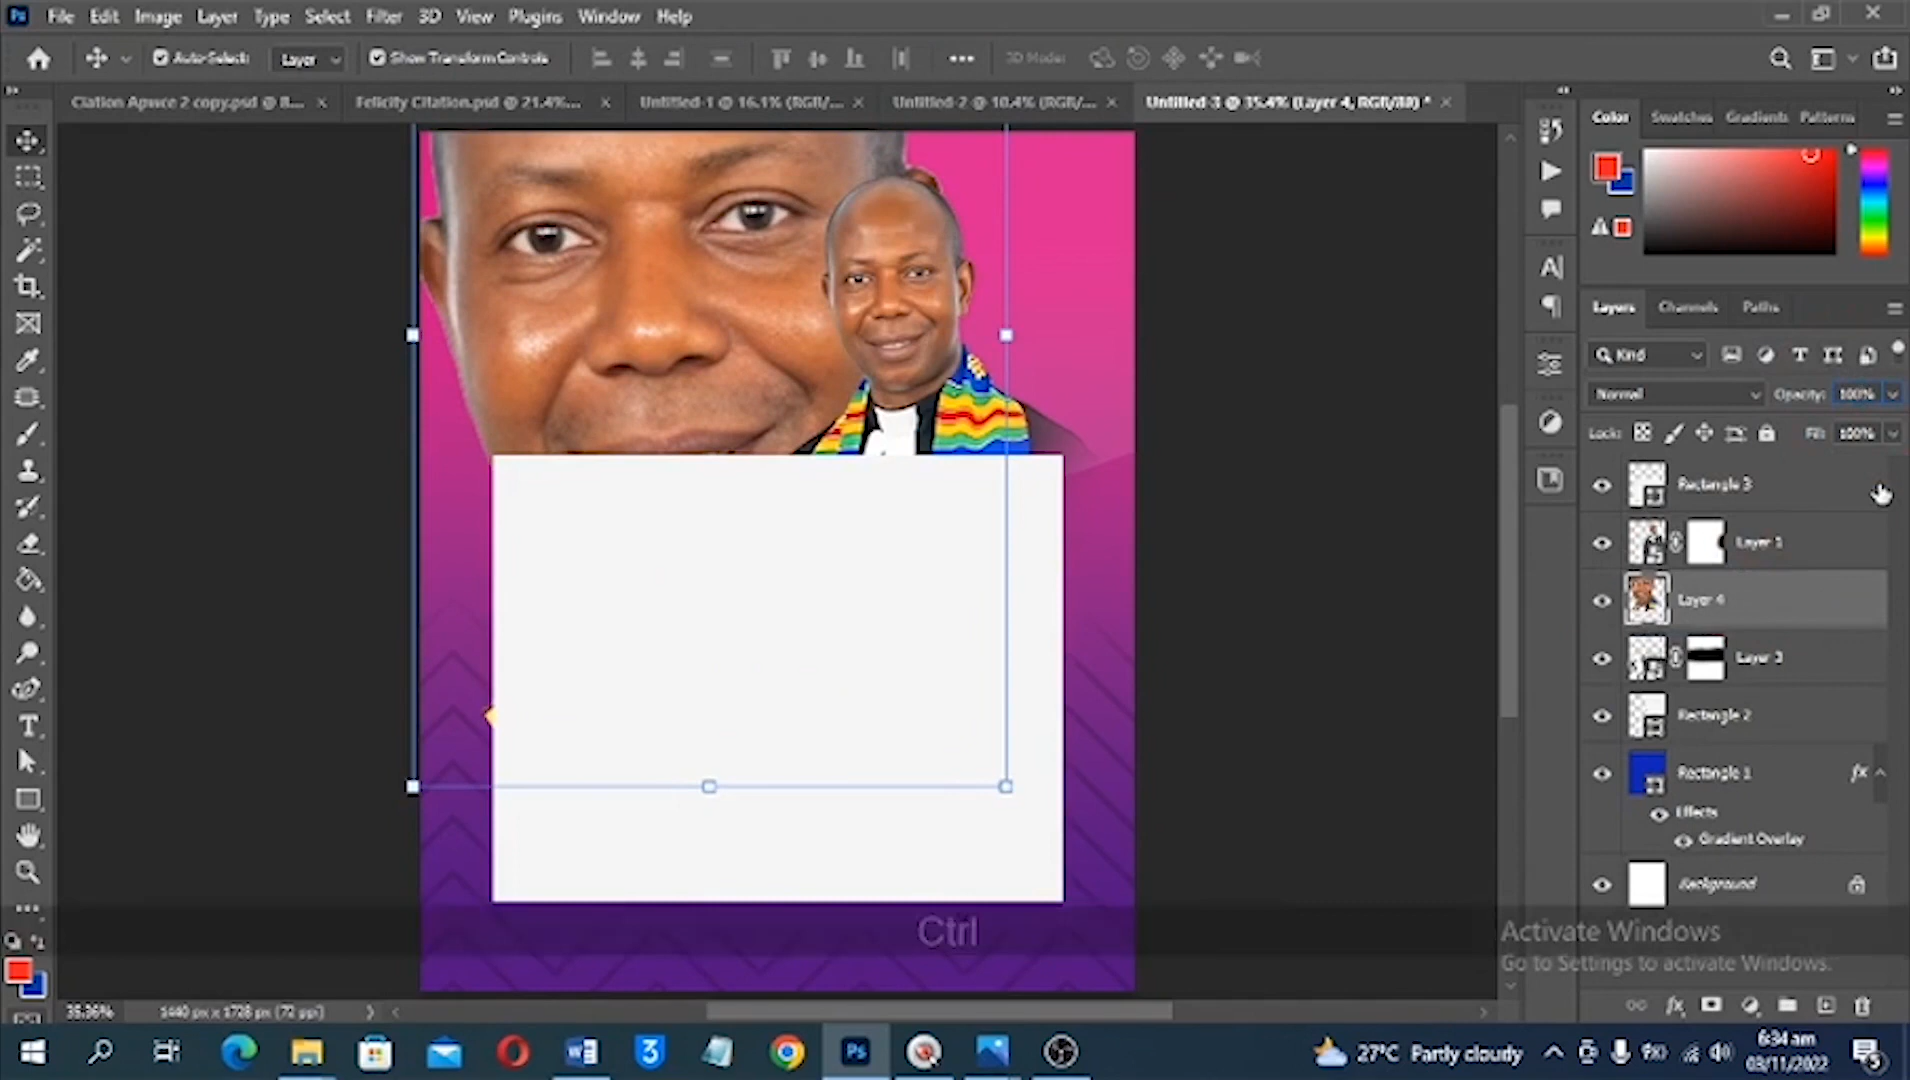 File Edit Image Layer Type Select Filter 3D View Plugins Window Help
Auto-Select: Layer Show Transform Controls 3D Mode:
Ciation Apuice 2 copy.psd @ 8... Felicity Citation.psd @ 21.4%... Untitled-1 @ 16.1% (RGB/... Untitled-2 @ 10.4% (RGB/... Untitled-3 @ 35.4% (Layer 4, RGB/8#) *
Color Swatches Gradients Patterns
Layers Channels Paths
Kind
Normal Opacity: 100%
Lock: Fill: 100%
Rectangle 3
Layer 1
Layer 4
Layer 3
Rectangle 2
Rectangle 1 fx
Effects
Gradient Overlay
Background
Ctrl
Activate Windows
Go to Settings to activate Windows.
35.36% 1440 px x 1728 px (72 ppi)
27°C Partly cloudy
6:34 am
03/11/2022